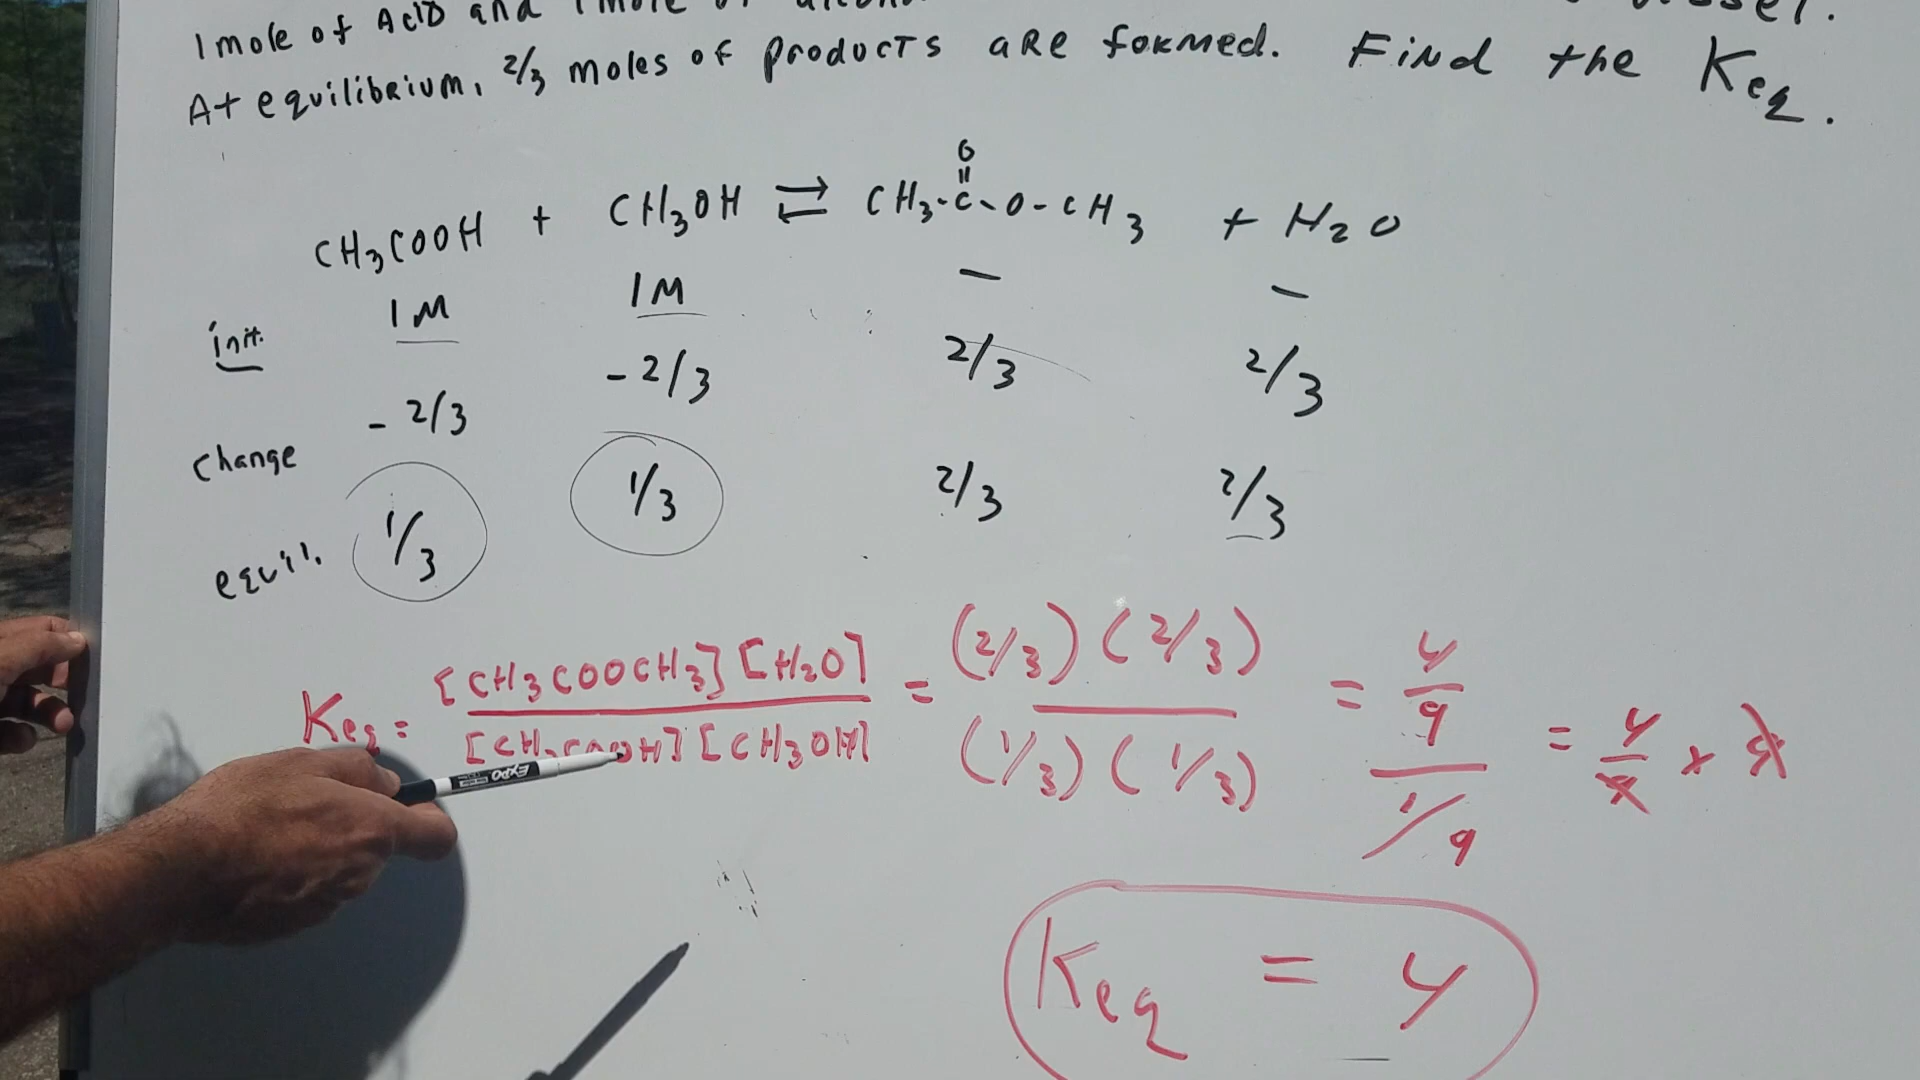 1 mole of Acid and 1 mole of
At equilibrium, 2/3 moles of products are formed. Find the Keq.
O
||
CH3COOH + CH3OH ⇌ CH3-C-O-CH3 + H2O
init. 1M 1M — —
change -2/3 -2/3 2/3 2/3
equil. 1/3 1/3 2/3 2/3
Keq = [CH3COOCH3][H2O] / [CH3COOH][CH3OH] = (2/3)(2/3) / (1/3)(1/3) = 4/9 / 1/9 = 4/9 x 9
EXPO
Keq = 4